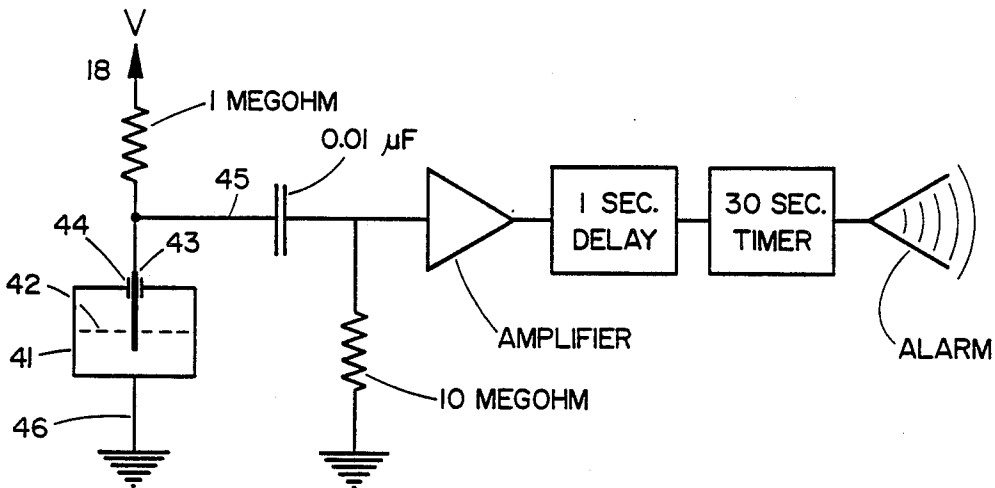 V
18
1 MEGOHM
0.01 µF
45
44
43
42
41
46
10 MEGOHM
AMPLIFIER
1 SEC.
DELAY
30 SEC.
TIMER
ALARM